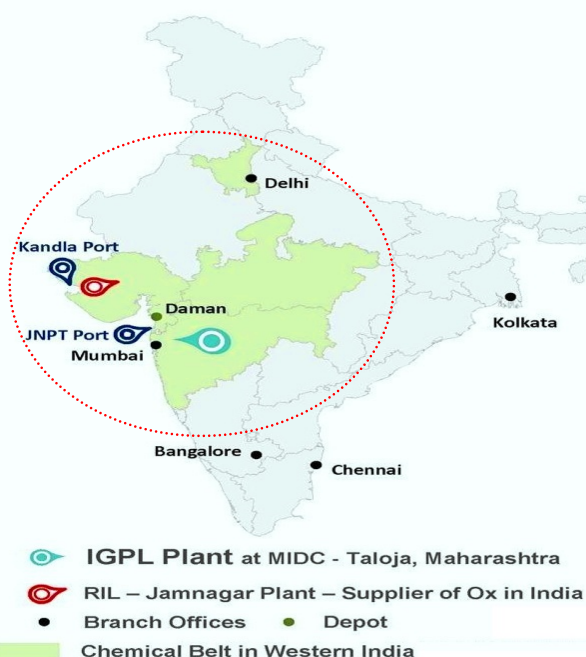 Delhi
Kandla Port
Daman
JNPT Port
Mumbai
Kolkata
Bangalore
Chennai
IGPL Plant at MIDC - Taloja, Maharashtra
RIL – Jamnagar Plant – Supplier of Ox in India
Branch Offices Depot
Chemical Belt in Western India